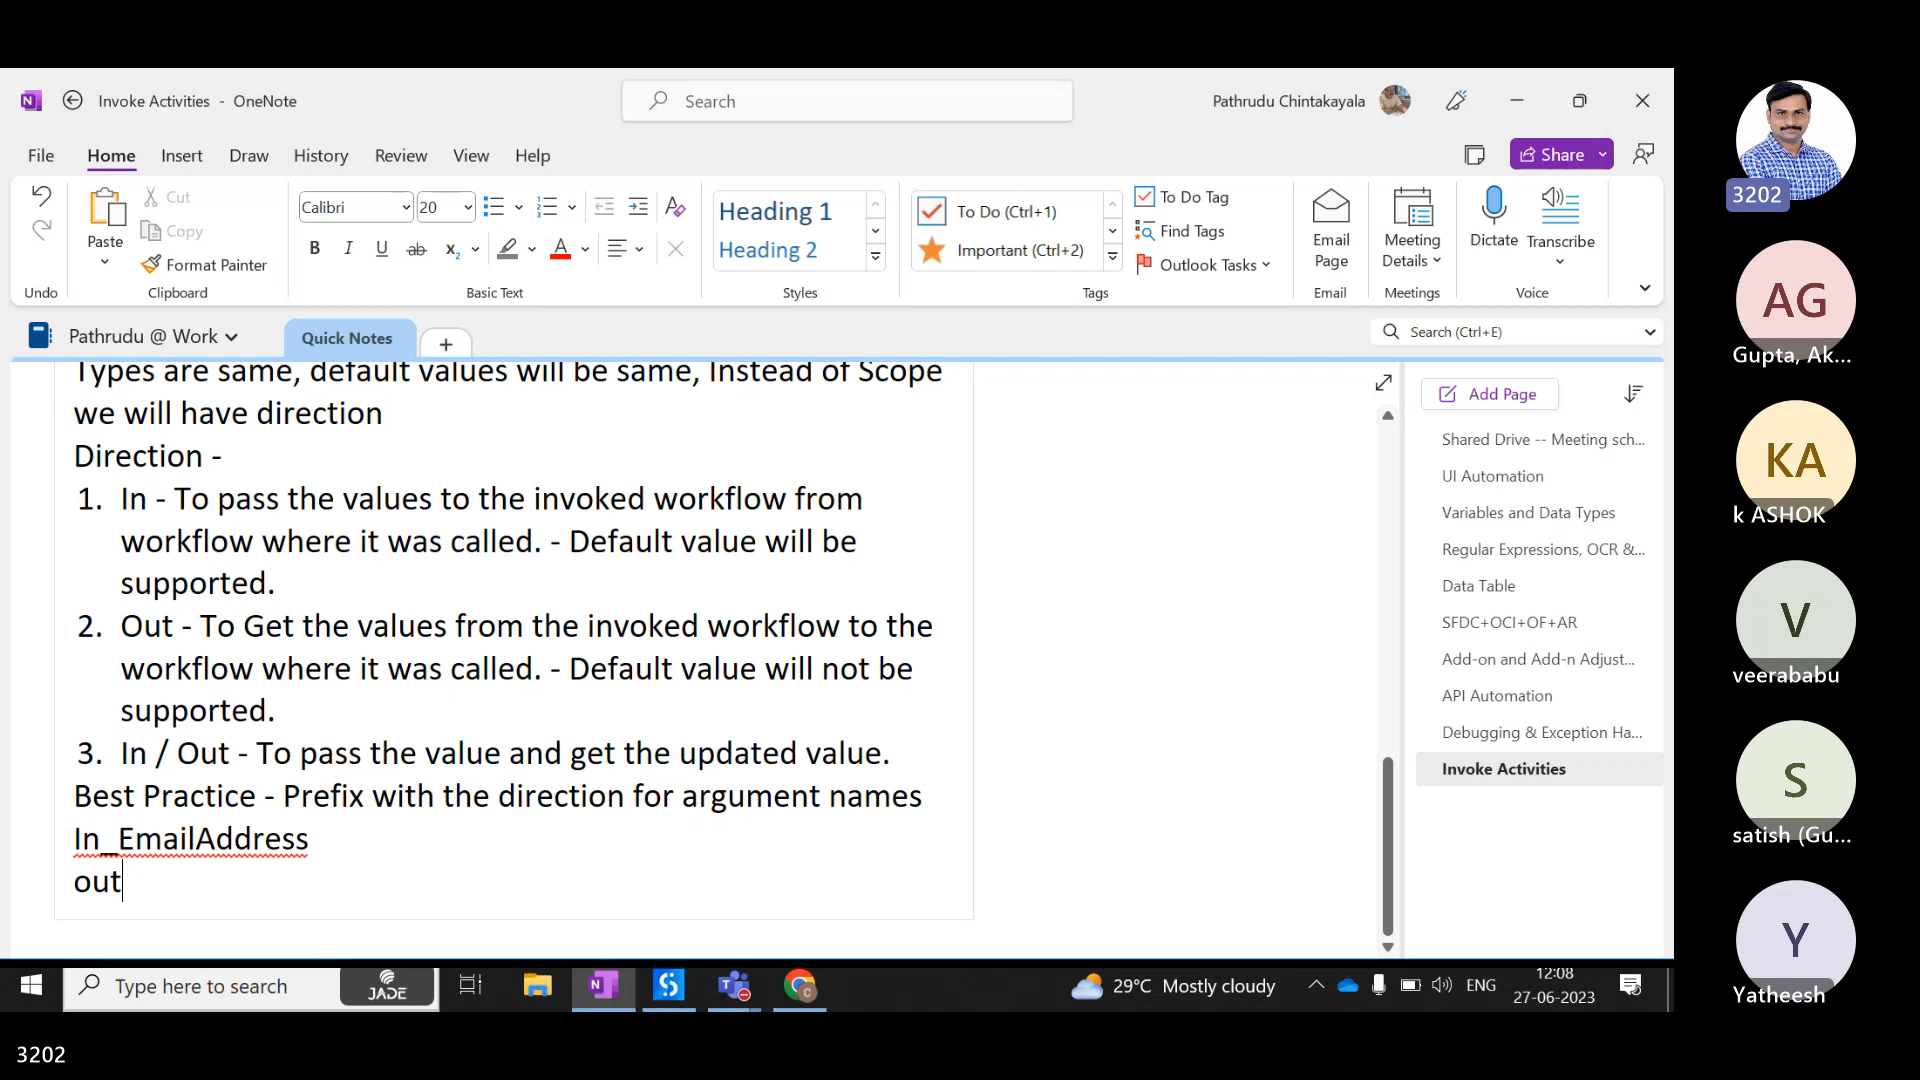 Invoke Activities - OneNote
Search
Pathrudu Chintakayala
File Home Insert Draw History Review View Help
Share
Paste
Cut
Copy
Format Painter
Calibri 20
B I U ab x2 A
Heading 1
Heading 2
To Do (Ctrl+1)
Important (Ctrl+2)
To Do Tag
Find Tags
Outlook Tasks
Email
Page
Meeting
Details
Dictate
Transcribe
Undo Clipboard Basic Text Styles Tags Email Meetings Voice
Pathrudu @ Work
Quick Notes
+
Search (Ctrl+E)
Types are same, default values will be same, Instead of Scope
we will have direction
Direction -
1. In - To pass the values to the invoked workflow from
workflow where it was called. - Default value will be
supported.
2. Out - To Get the values from the invoked workflow to the
workflow where it was called. - Default value will not be
supported.
3. In / Out - To pass the value and get the updated value.
Best Practice - Prefix with the direction for argument names
In_EmailAddress
out
Add Page
Shared Drive -- Meeting sch...
UI Automation
Variables and Data Types
Regular Expressions, OCR &...
Data Table
SFDC+OCI+OF+AR
Add-on and Add-n Adjust...
API Automation
Debugging & Exception Ha...
Invoke Activities
Type here to search
JADE
29°C Mostly cloudy
ENG
12:08
27-06-2023
3202
AG
Gupta, Ak...
KA
k ASHOK
V
veerababu
S
satish (Gu...
Y
Yatheesh
3202